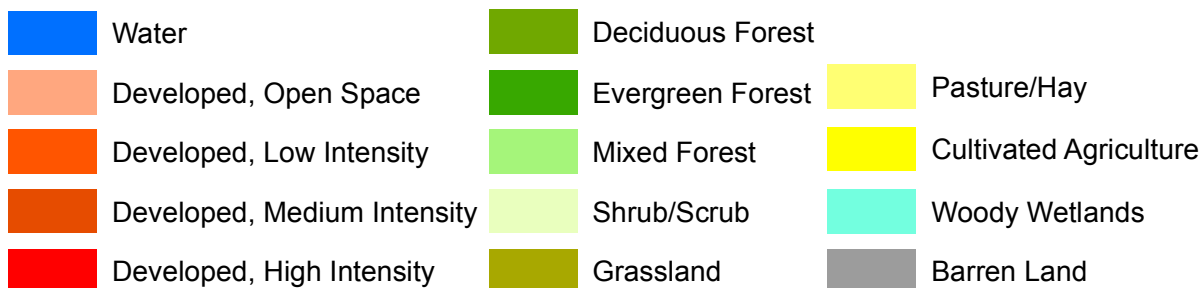 Water
Developed, Open Space
Developed, Low Intensity
Developed, Medium Intensity
Developed, High Intensity
Deciduous Forest
Evergreen Forest
Mixed Forest
Shrub/Scrub
Grassland
Pasture/Hay
Cultivated Agriculture
Woody Wetlands
Barren Land